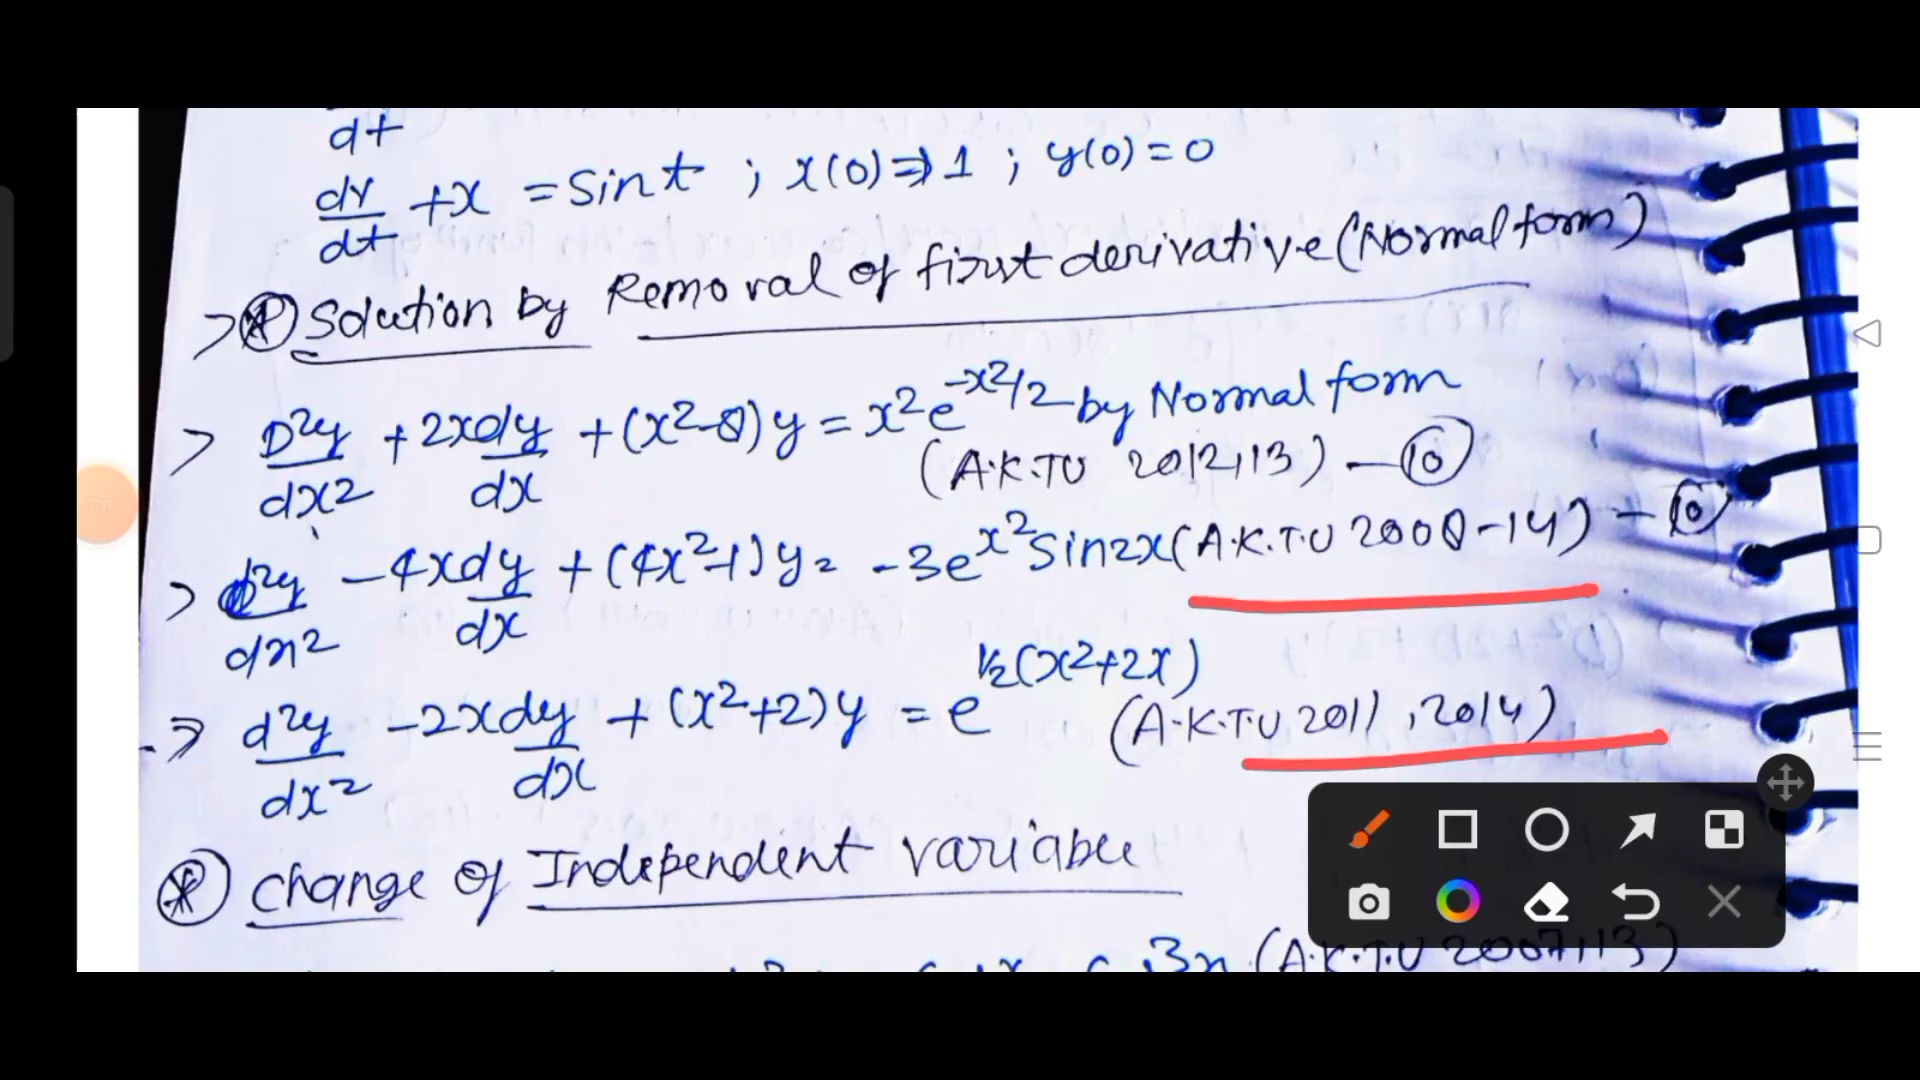 dt
dy/dt + x = Sin t ; x(0) ⇒ 1 ; y(0) = 0
> ⊛ Solution by Removal of first derivative (Normal form)
> D²y/dx² + 2x dy/dx + (x²-8)y = x² e^(-x²/2) by Normal form
(A.K.TU 2012,13) — ⑩
> d²y/dx² - 4x dy/dx + (4x²-1)y = -3e^(x²) Sin2x (A.K.T.U 2008-14) — ⑩
-> d²y/dx² - 2x dy/dx + (x²+2)y = e^(1/2(x²+2x)) (A.K.T.U 2011, 2014)
⊛ Change of Independent variable
(A.K.T.U 2007,13)